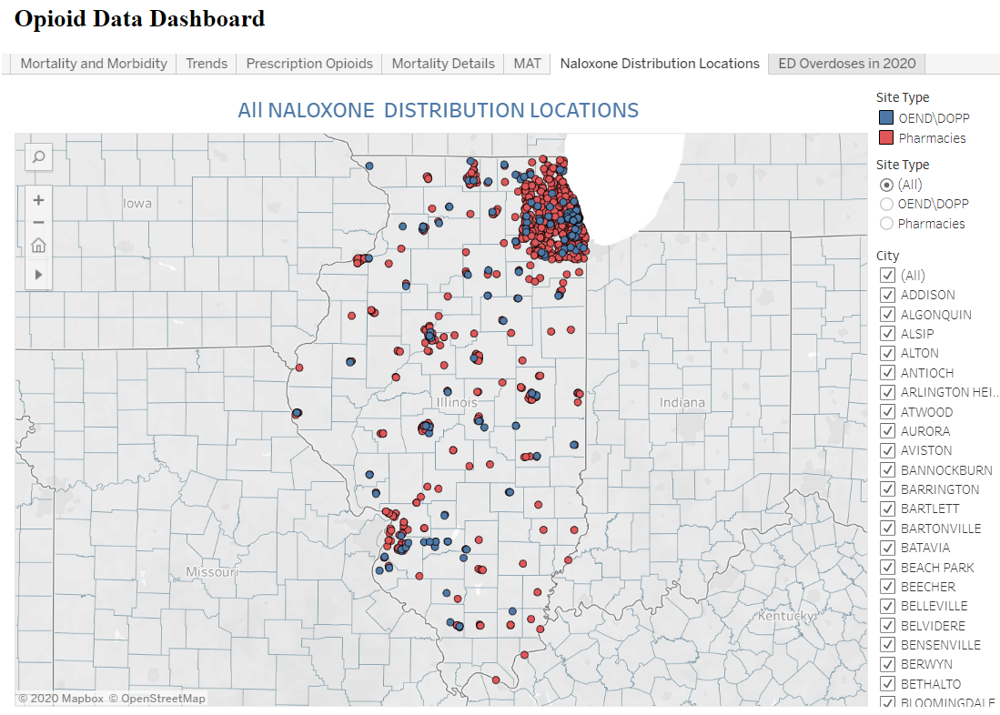 Opioid Data Dashboard
Mortality and Morbidity Trends Prescription Opioids Mortality Details MAT Naloxone Distribution Locations ED Overdoses in 2020
All NALOXONE DISTRIBUTION LOCATIONS
Iowa
Illinois
Indiana
Missouri
Kentucky
© 2020 Mapbox © OpenStreetMap
Site Type
OEND\DOPP
Pharmacies
Site Type
(All)
OEND\DOPP
Pharmacies
City
(All)
ADDISON
ALGONQUIN
ALSIP
ALTON
ANTIOCH
ARLINGTON HEI..
ATWOOD
AURORA
AVISTON
BANNOCKBURN
BARRINGTON
BARTLETT
BARTONVILLE
BATAVIA
BEACH PARK
BEECHER
BELLEVILLE
BELVIDERE
BENSENVILLE
BERWYN
BETHALTO
BLOOMINGDALE